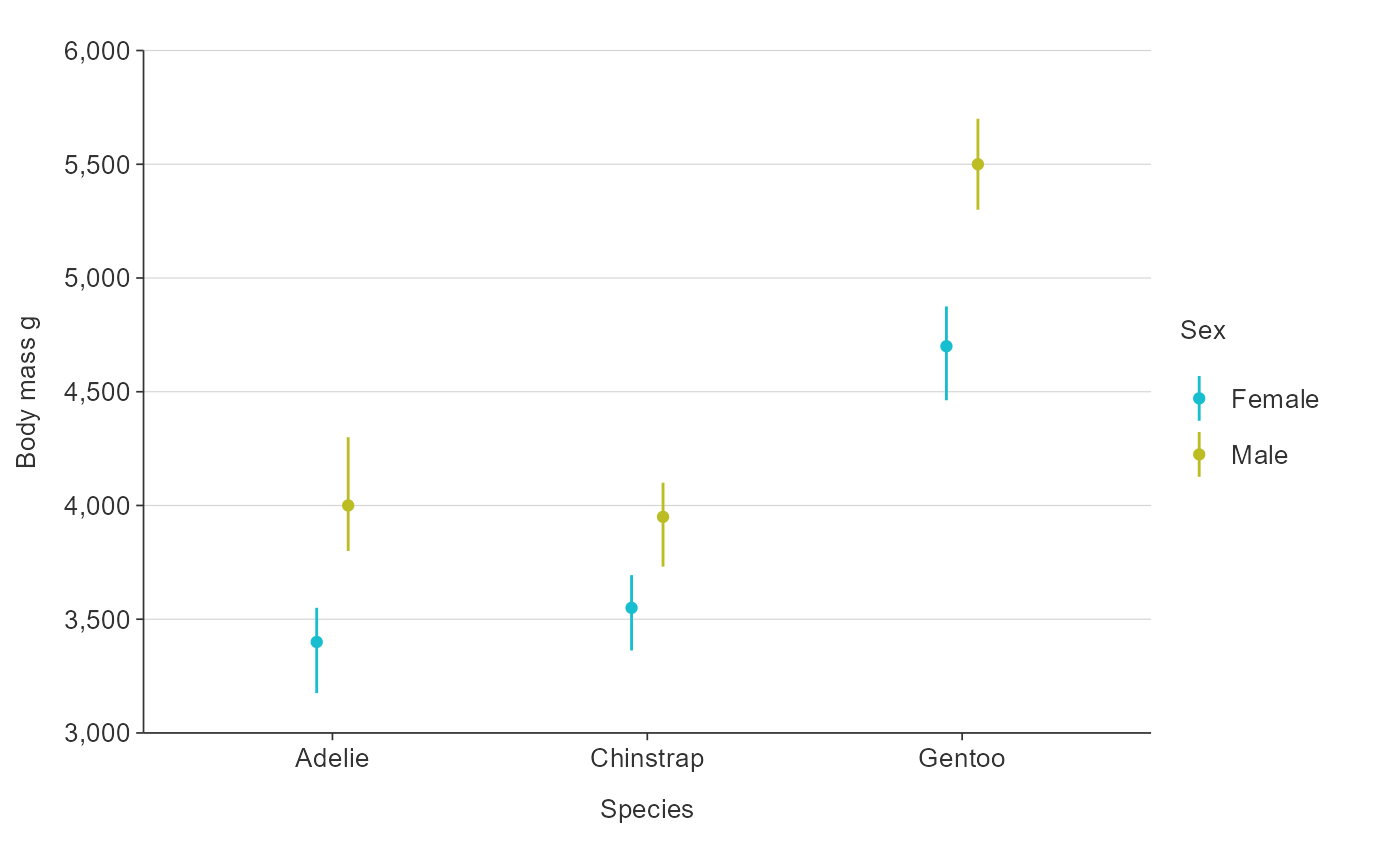 6,000
5,500
5,000
4,500
4,000
3,500
3,000
Body mass g
Adelie
Chinstrap
Gentoo
Species
Sex
Female
Male